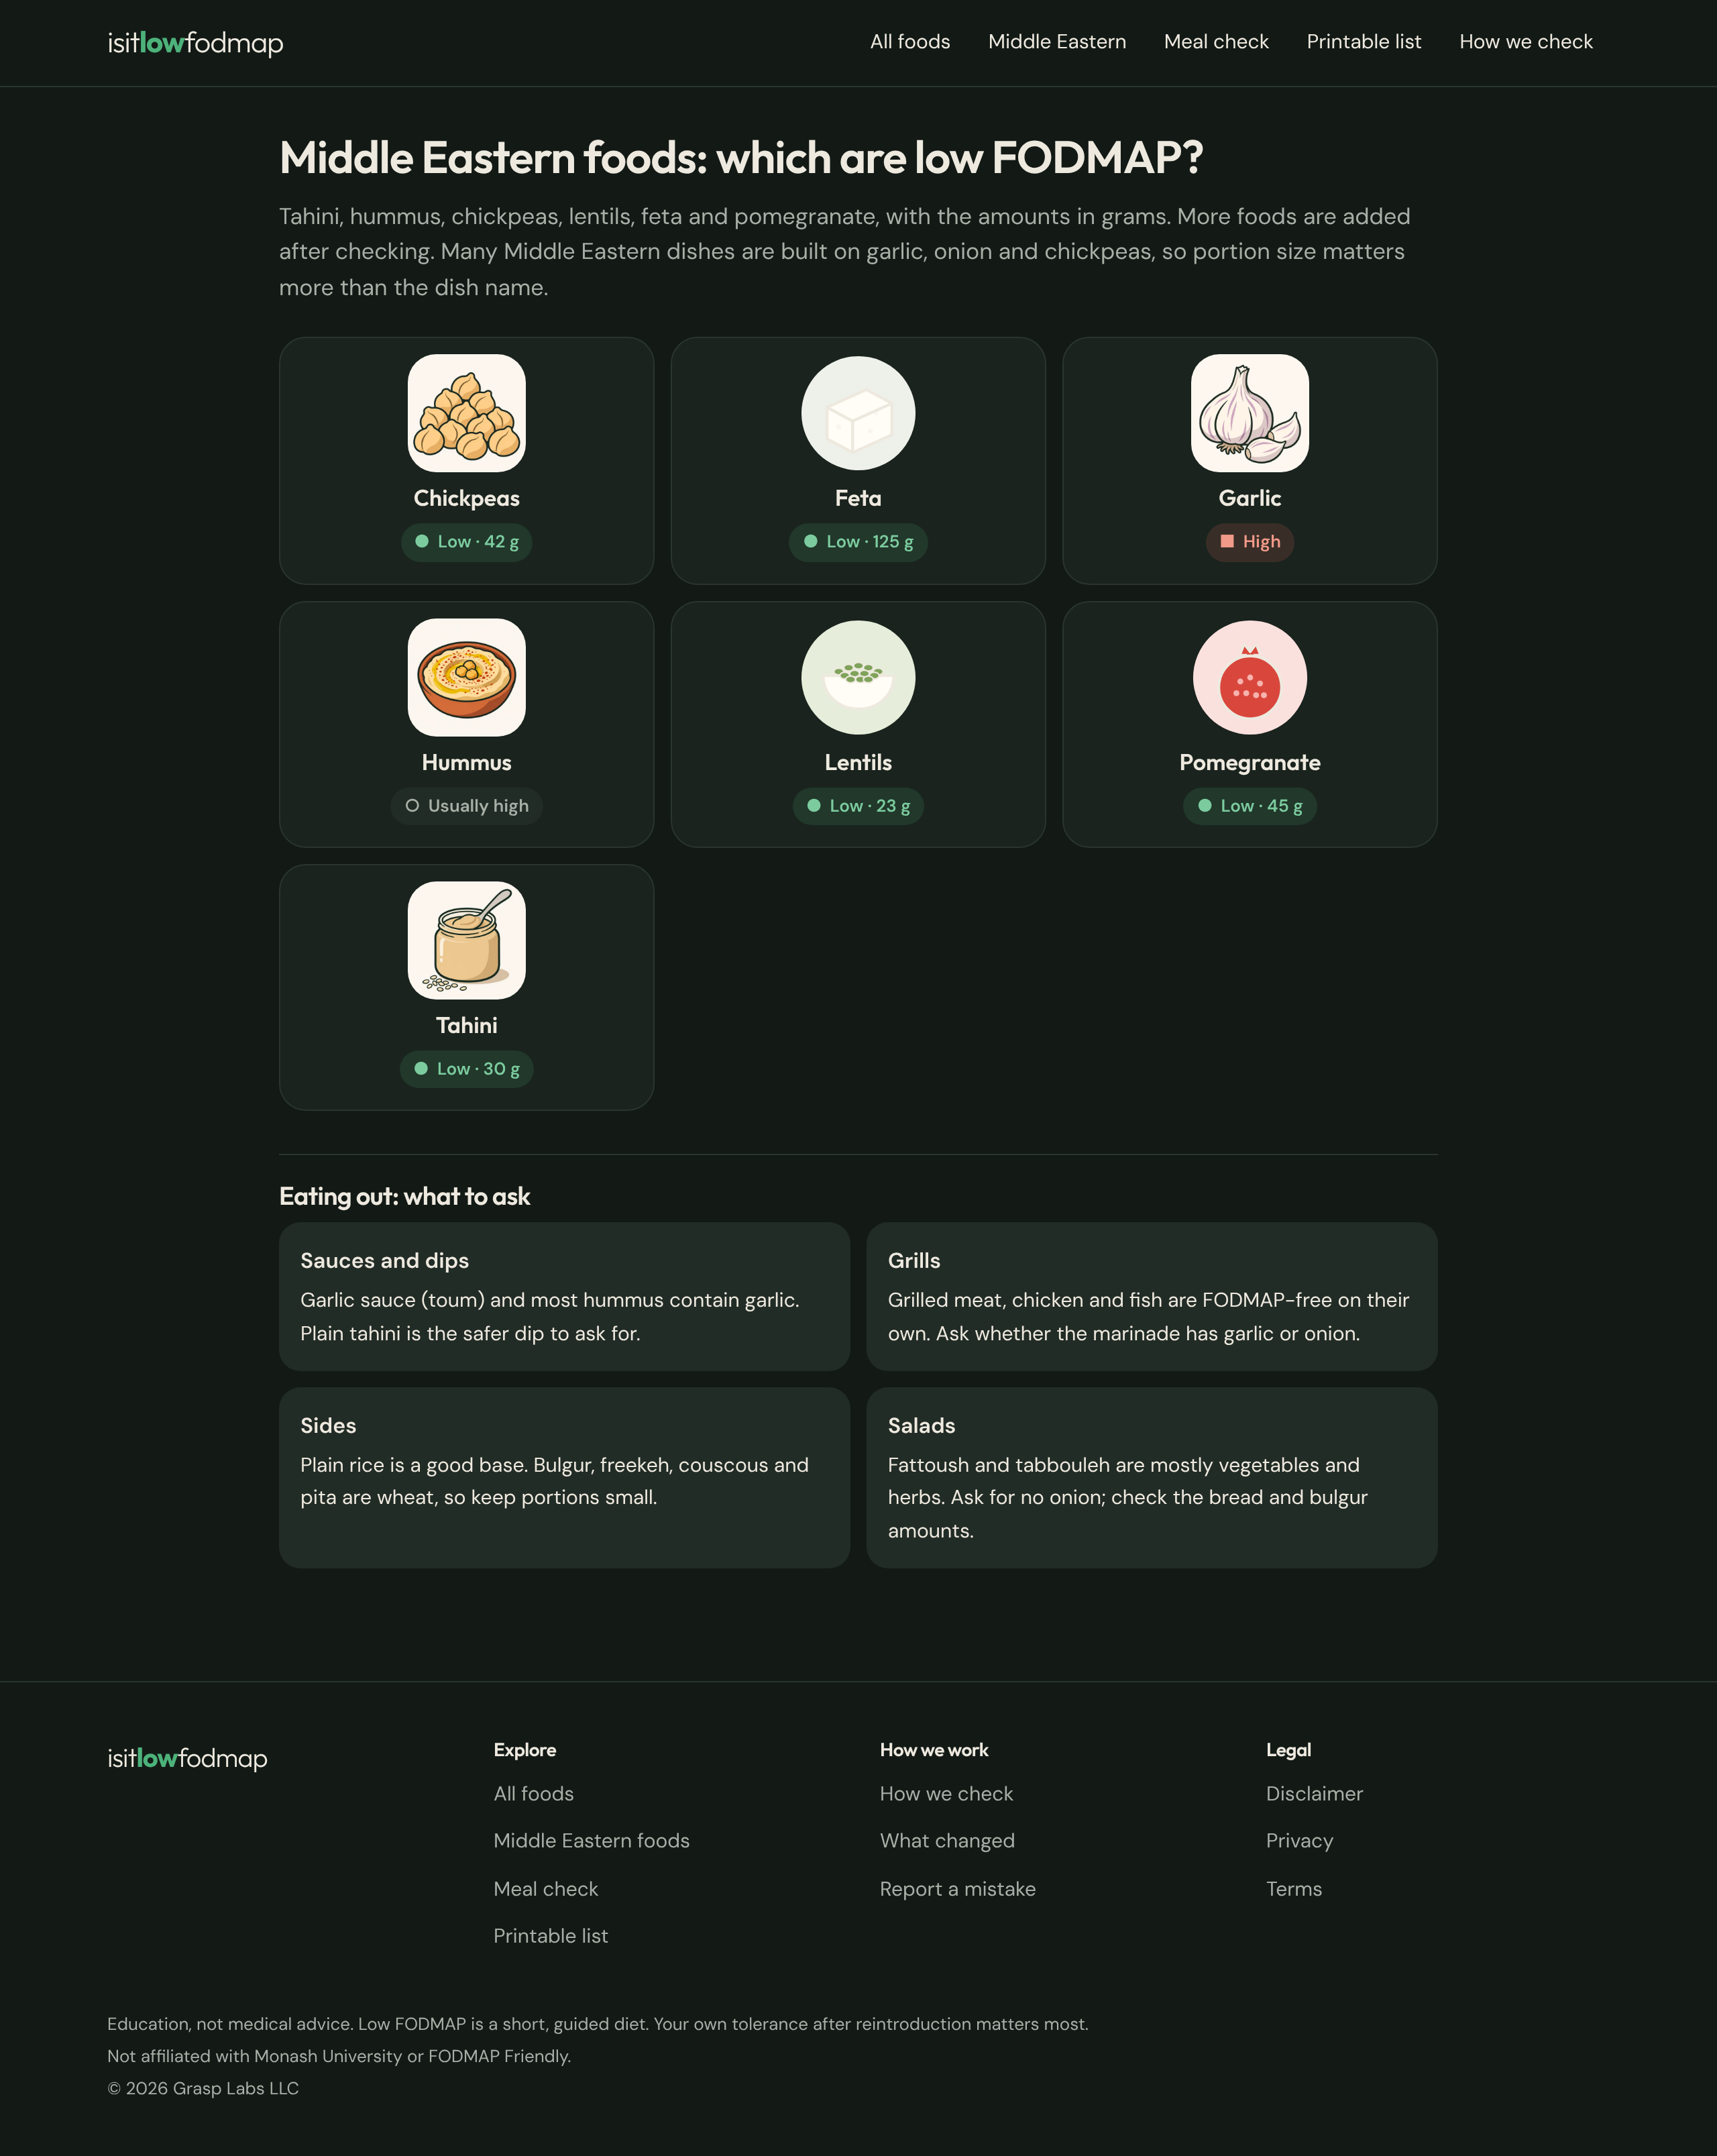 isitlowfodmap
All foods
Middle Eastern
Meal check
Printable list
How we check
Middle Eastern foods: which are low FODMAP?
Tahini, hummus, chickpeas, lentils, feta and pomegranate, with the amounts in grams. More foods are added
after checking. Many Middle Eastern dishes are built on garlic, onion and chickpeas, so portion size matters
more than the dish name.
Chickpeas
Low · 42 g
Feta
Low · 125 g
Garlic
High
Hummus
Usually high
Lentils
Low · 23 g
Pomegranate
Low · 45 g
Tahini
Low · 30 g
Eating out: what to ask
Sauces and dips
Garlic sauce (toum) and most hummus contain garlic.
Plain tahini is the safer dip to ask for.
Grills
Grilled meat, chicken and fish are FODMAP-free on their
own. Ask whether the marinade has garlic or onion.
Sides
Plain rice is a good base. Bulgur, freekeh, couscous and
pita are wheat, so keep portions small.
Salads
Fattoush and tabbouleh are mostly vegetables and
herbs. Ask for no onion; check the bread and bulgur
amounts.
isitlowfodmap
Explore
All foods
Middle Eastern foods
Meal check
Printable list
How we work
How we check
What changed
Report a mistake
Legal
Disclaimer
Privacy
Terms
Education, not medical advice. Low FODMAP is a short, guided diet. Your own tolerance after reintroduction matters most.
Not affiliated with Monash University or FODMAP Friendly.
© 2026 Grasp Labs LLC